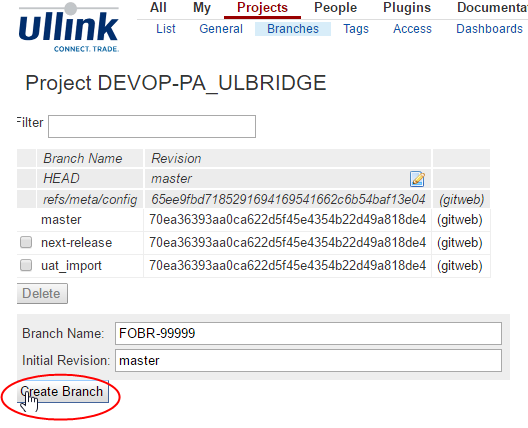 ullink
CONNECT. TRADE.
All My Projects People Plugins Documenta
List General Branches Tags Access Dashboards
Project DEVOP-PA_ULBRIDGE
Filter
Branch Name Revision
HEAD master
refs/meta/config 65ee9fbd7185291694169541662c6b54baf13e04 (gitweb)
master 70ea36393aa0ca622d5f45e4354b22d49a818de4 (gitweb)
next-release 70ea36393aa0ca622d5f45e4354b22d49a818de4 (gitweb)
uat_import 70ea36393aa0ca622d5f45e4354b22d49a818de4 (gitweb)
Delete
Branch Name: FOBR-99999
Initial Revision: master
Create Branch